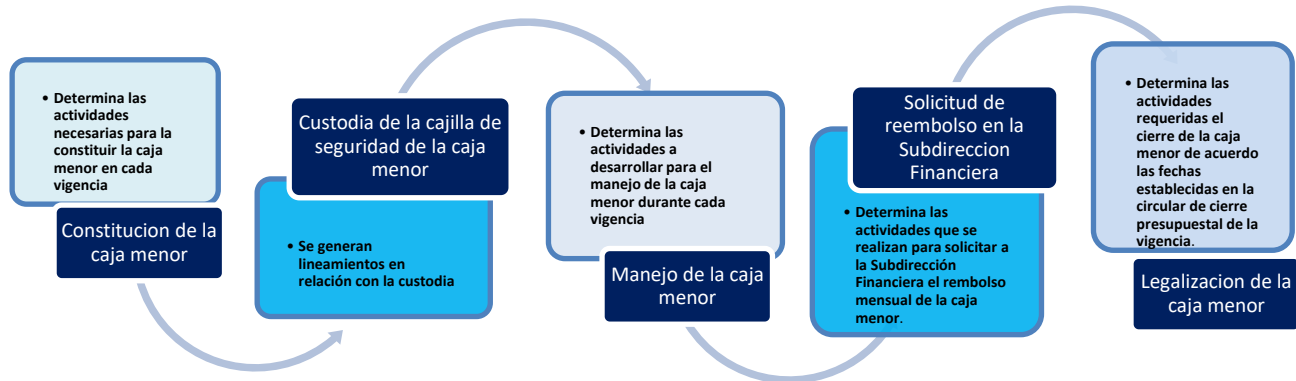 • Determina las
actividades
necesarias para la
constituir la caja
menor en cada
vigencia
Constitucion de la
caja menor
Custodia de la cajilla de
seguridad de la caja
menor
• Se generan
lineamientos en
relación con la custodia
• Determina las
actividades a
desarrollar para el
manejo de la caja
menor durante cada
vigencia
Manejo de la caja
menor
Solicitud de
reembolso en la
Subdireccion
Financiera
• Determina las
actividades que se
realizan para solicitar a
la Subdirección
Financiera el rembolso
mensual de la caja
menor.
• Determina las
actividades
requeridas el
cierre de la caja
menor de acuerdo
las fechas
establecidas en la
circular de cierre
presupuestal de la
vigencia.
Legalizacion de la
caja menor